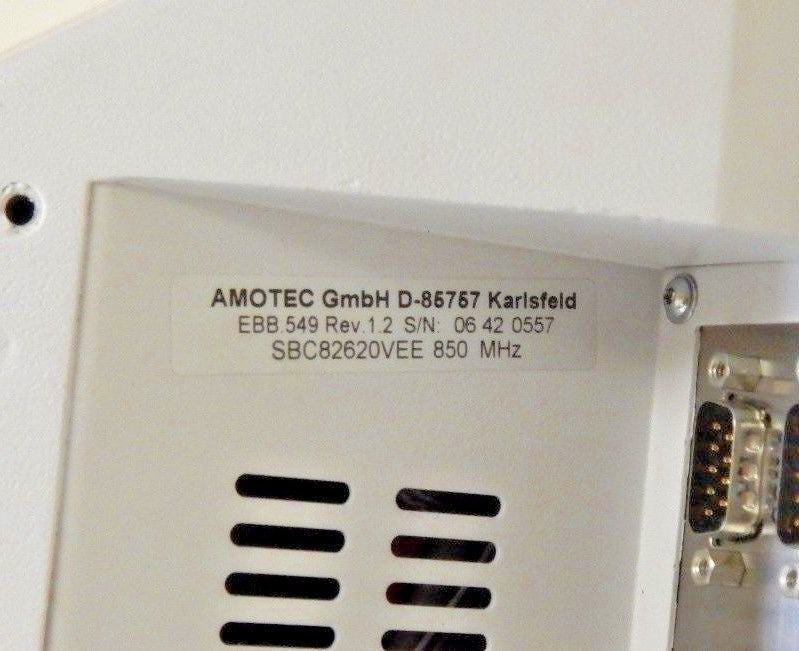 AMOTEC GmbH D-85757 Karlsfeld
EBB.549 Rev.1.2 S/N: 06 42 0557
SBC82620VEE 850 MHz